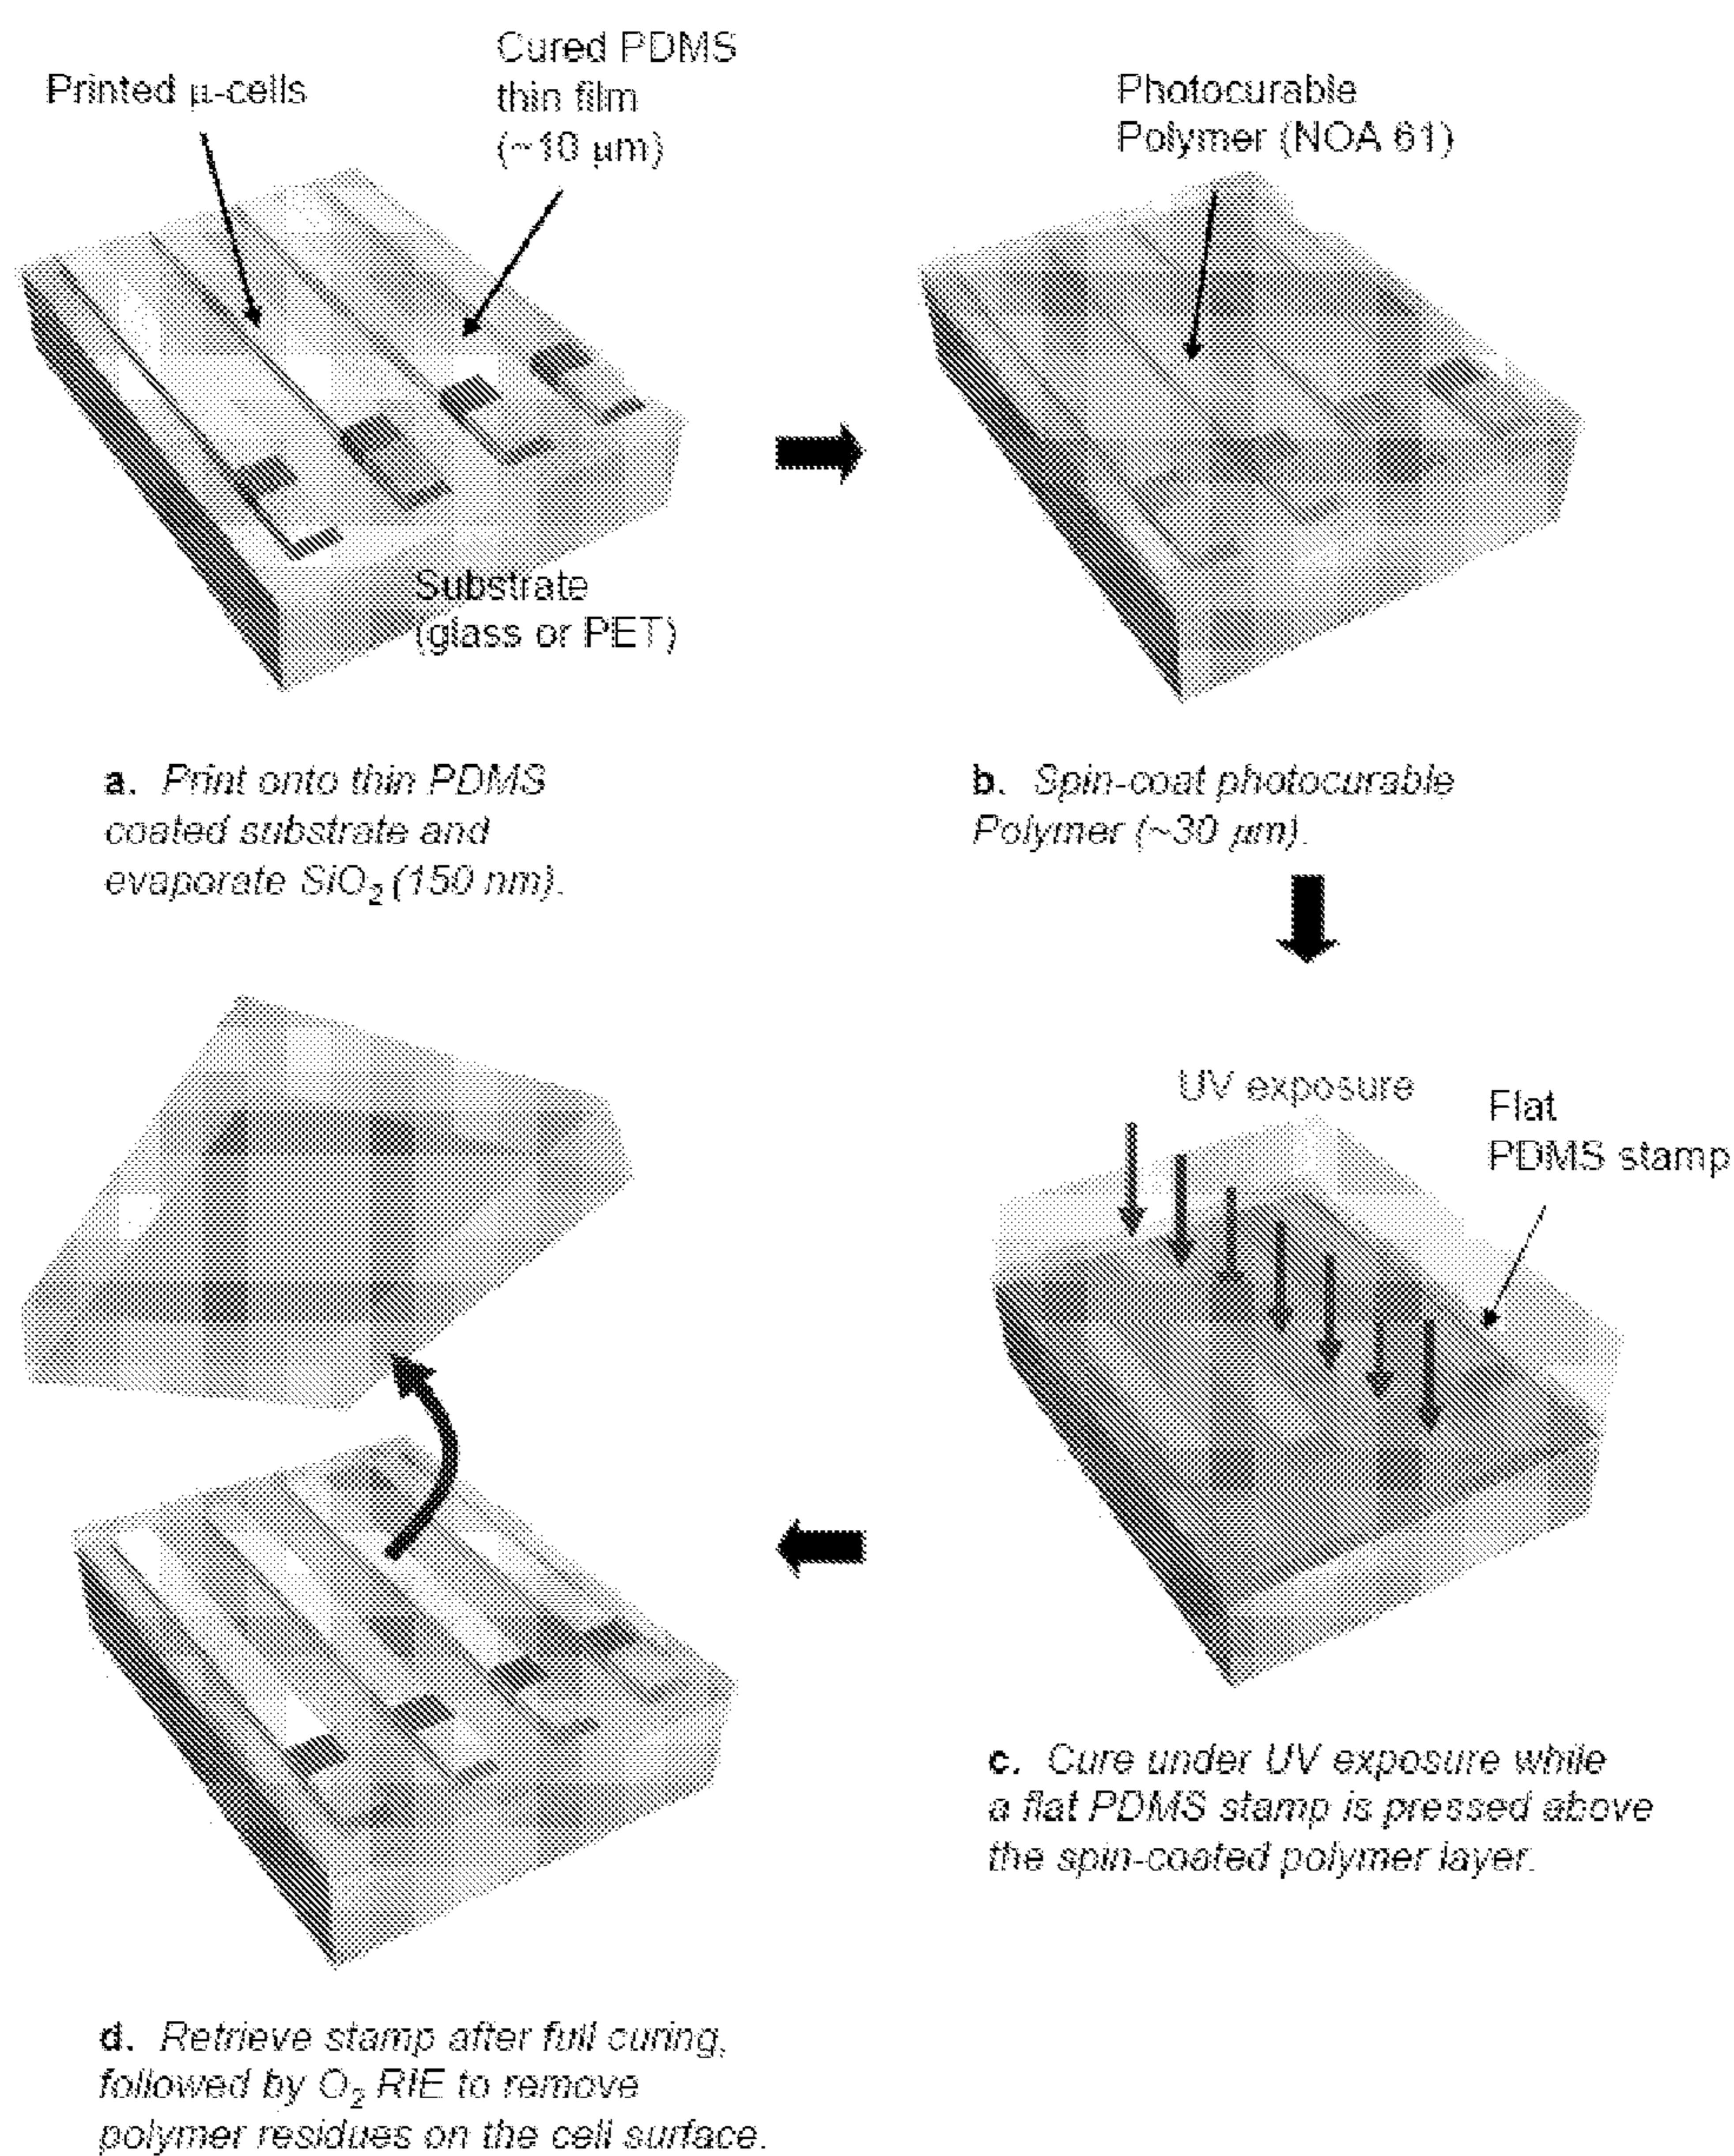 Printed μ-cells
Cured PDMS
thin film
(~10 μm)
Substrate
(glass or PET)
a. Print onto thin PDMS
coated substrate and
evaporate SiO₂ (150 nm).
Photocurable
Polymer (NOA 61)
b. Spin-coat photocurable
Polymer (~30 μm).
UV exposure
Flat
PDMS stamp
c. Cure under UV exposure while
a flat PDMS stamp is pressed above
the spin-coated polymer layer.
d. Retrieve stamp after full curing,
followed by O₂ RIE to remove
polymer residues on the cell surface.